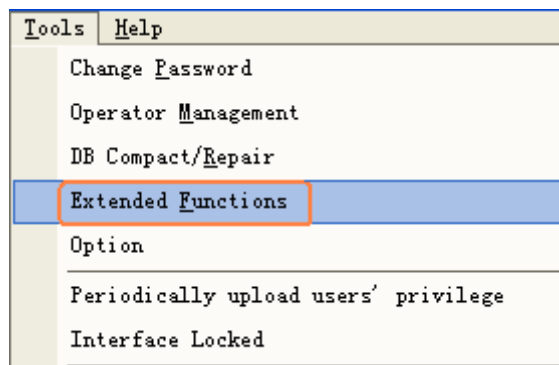 Tools Help
Change Password
Operator Management
DB Compact/Repair
Extended Functions
Option
Periodically upload users' privilege
Interface Locked